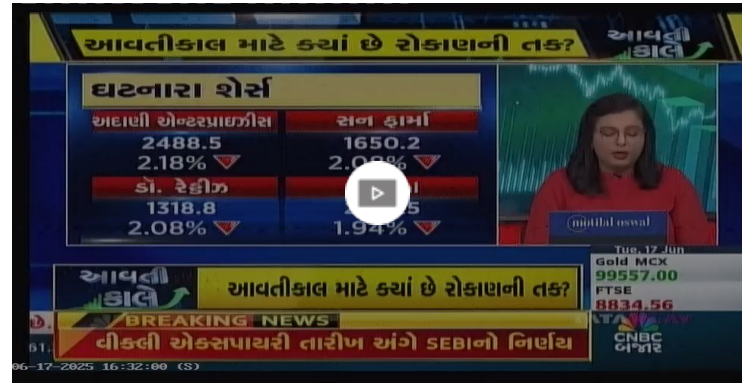 આવતીકાલ માટે ક્યાં છે રોકાણની તક?
આવતી
કાલે
ઘટનારા શેર્સ
અદાણી એન્ટરપ્રાઇઝીસ
2488.5
2.18%
સન ફાર્મા
1650.2
ડૉ. રેડ્ડીઝ
1318.8
2.08%
1.94%
motilal oswal
Tue, 17 Jun
Gold MCX
99557.00
FTSE
8834.56
આવતી
કાલે
આવતીકાલ માટે ક્યાં છે રોકાણની તક?
BREAKING NEWS
વીકલી એક્સપાયરી તારીખ અંગે SEBIનો નિર્ણય
CNBC
બજાર
06-17-2025 16:32:00 (S)